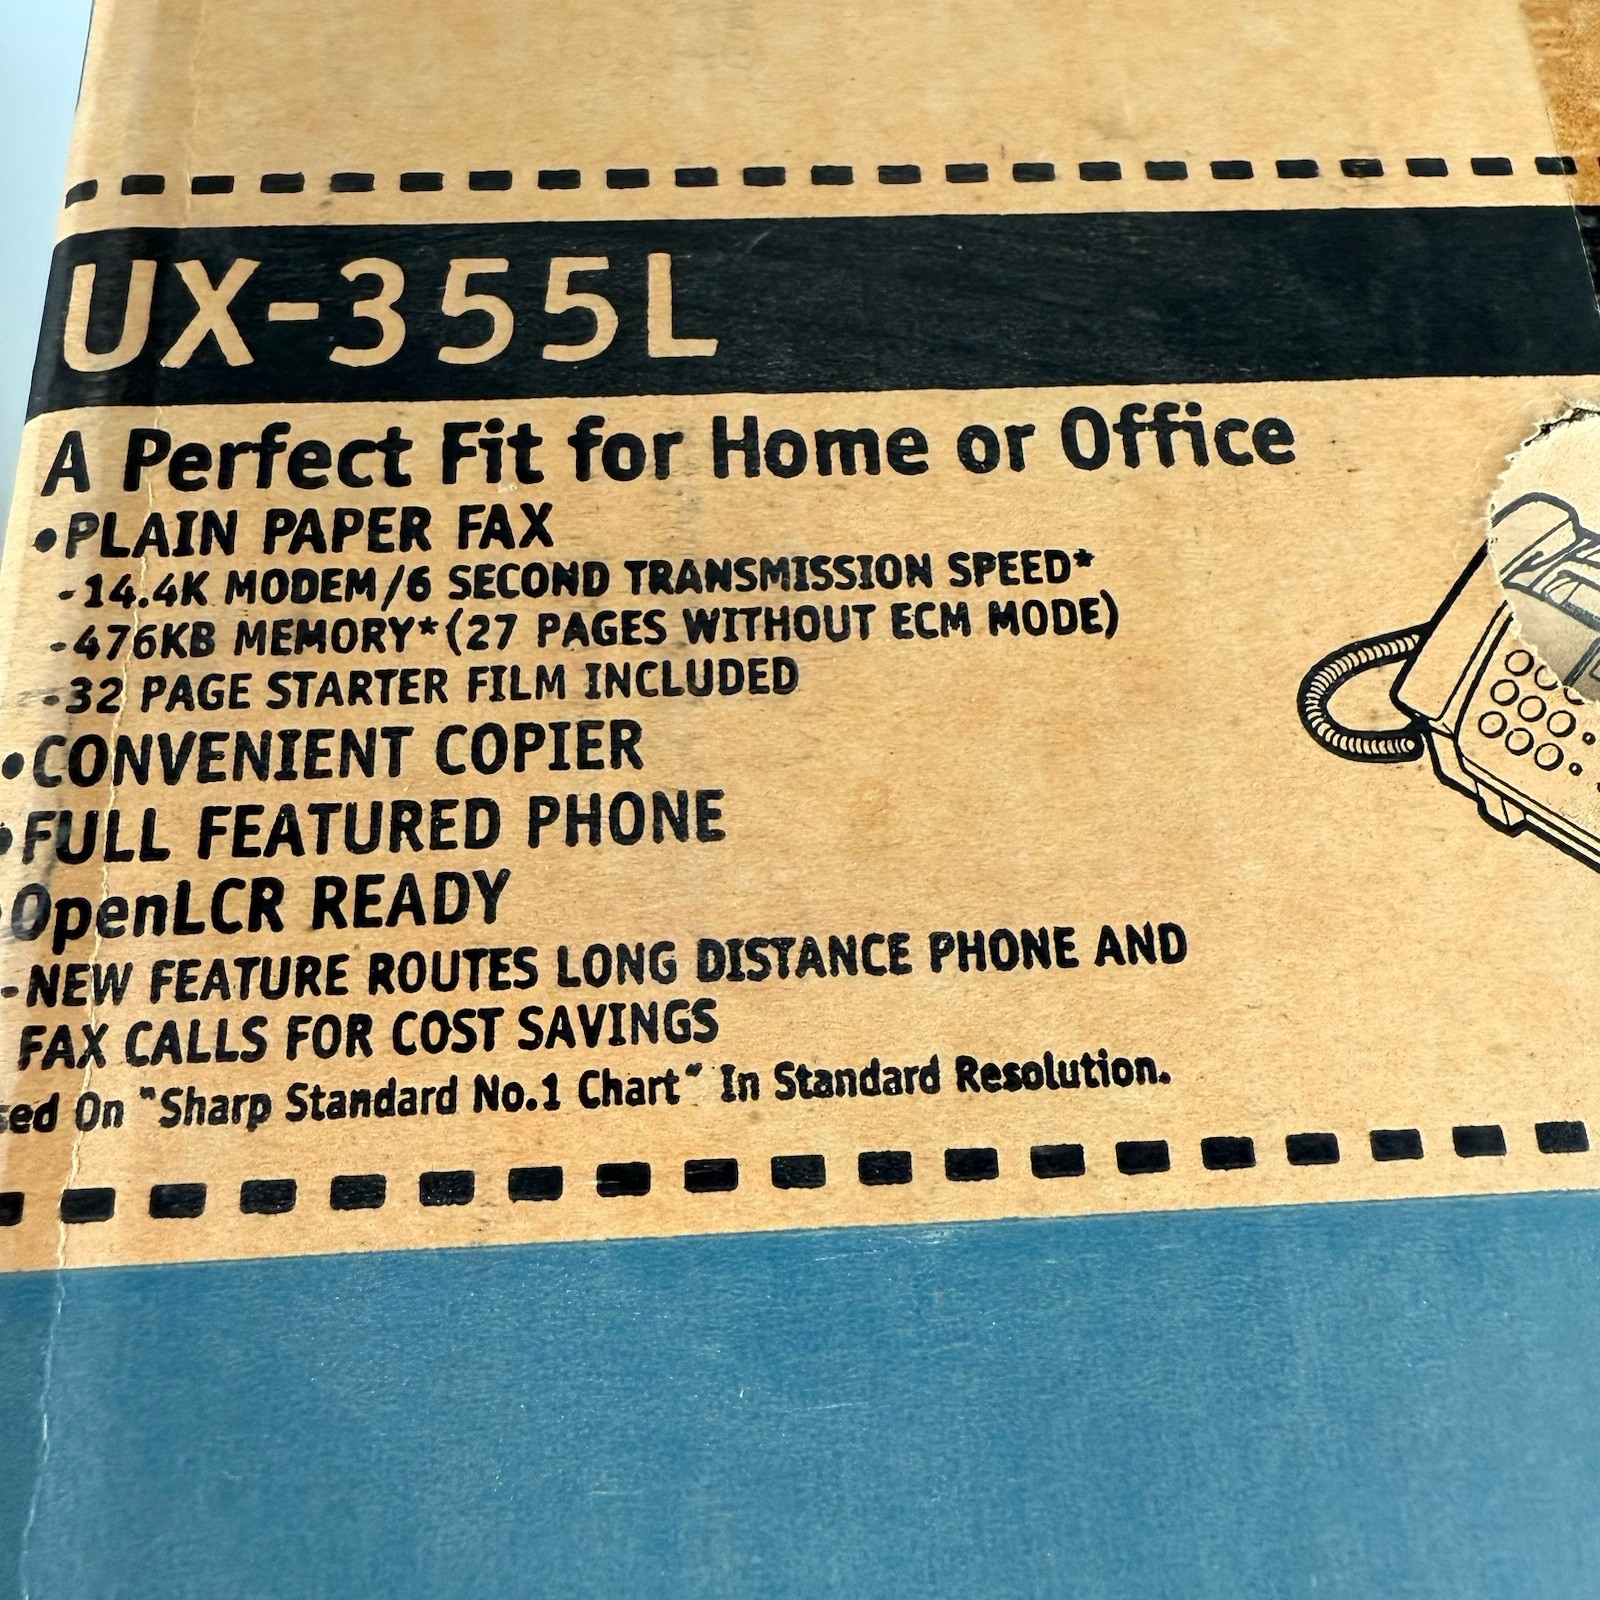 UX-355L
A Perfect Fit for Home or Office
•PLAIN PAPER FAX
-14.4K MODEM/6 SECOND TRANSMISSION SPEED*
-476KB MEMORY*(27 PAGES WITHOUT ECM MODE)
-32 PAGE STARTER FILM INCLUDED
•CONVENIENT COPIER
•FULL FEATURED PHONE
•OpenLCR READY
-NEW FEATURE ROUTES LONG DISTANCE PHONE AND
FAX CALLS FOR COST SAVINGS
On "Sharp Standard No.1 Chart" In Standard Resolution.